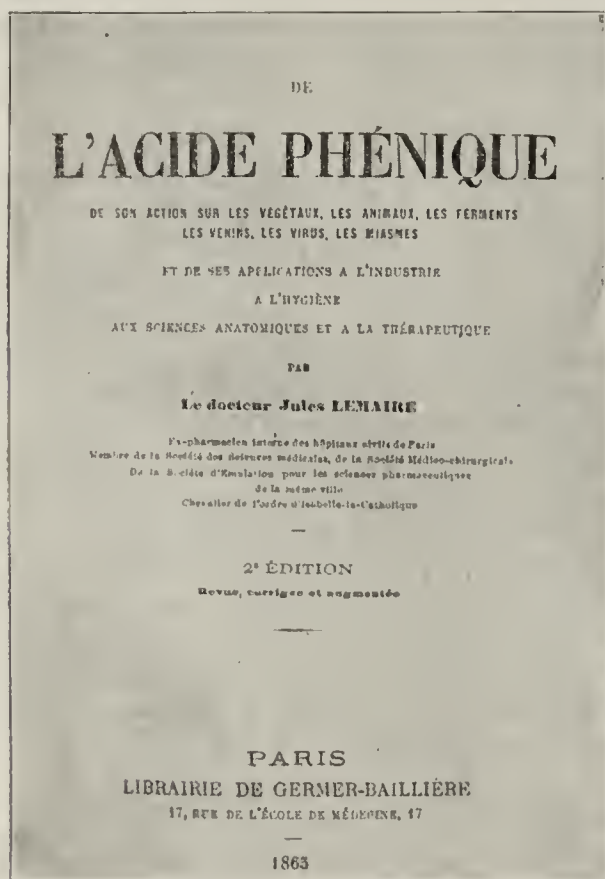 DE
L'ACIDE PHÉNIQUE
DE SON ACTION SUR LES VÉGÉTAUX, LES ANIMAUX, LES FERMENTS
LES VENINS, LES VIRUS, LES MIASMES
ET DE SES APPLICATIONS A L'INDUSTRIE
A L'HYGIÈNE
AUX SCIENCES ANATOMIQUES ET A LA THÉRAPEUTIQUE
PAR
Le docteur Jules LEMAIRE
Ex-pharmacien interne des hôpitaux civils de Paris
Membre de la Société des Sciences médicales, de la Société Médico-chirurgicale
De la Société d'Émulation pour les sciences pharmaceutiques
de la même ville
Chevalier de l'ordre d'Isabelle-la-Catholique
2e ÉDITION
Revue, corrigée et augmentée
PARIS
LIBRAIRIE DE GERMER-BAILLIÈRE
17, RUE DE L'ÉCOLE DE MÉDECINE, 17
1865